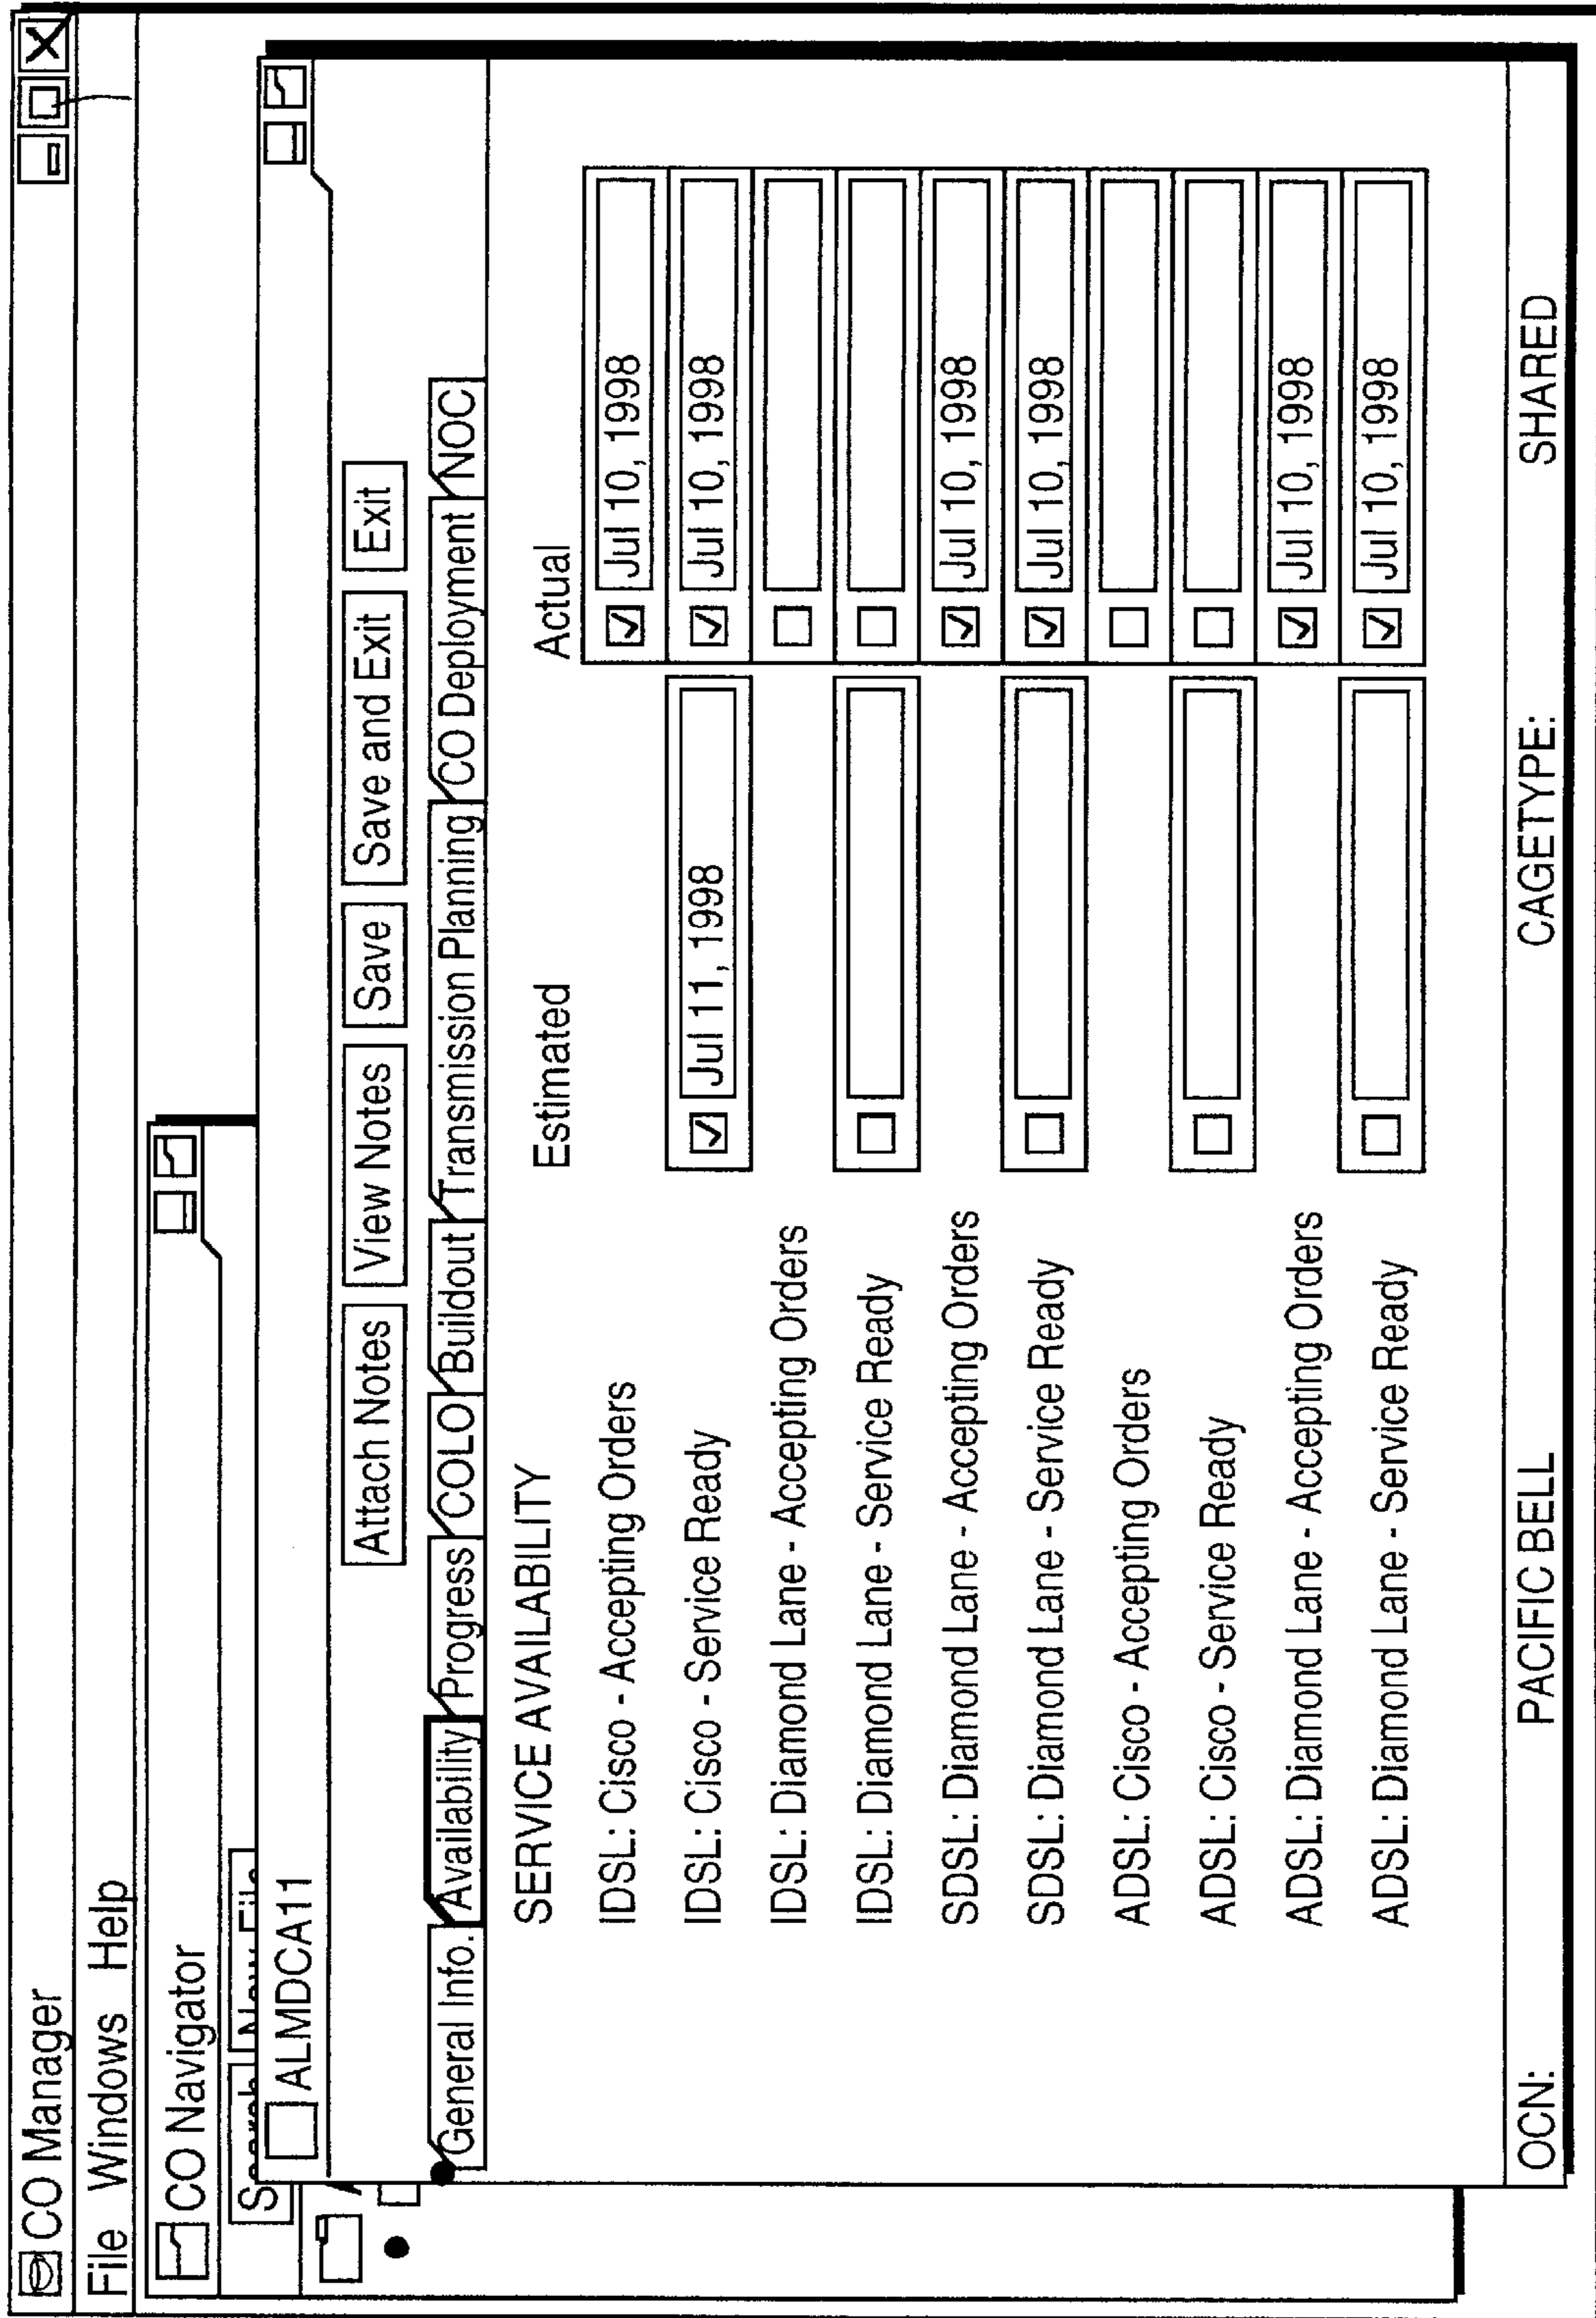 CO Manager
File Windows Help
CO Navigator
Search New File
ALMDCA11
Attach Notes View Notes Save Save and Exit Exit
General Info. Availability Progress COLO Buildout Transmission Planning CO Deployment NOC
SERVICE AVAILABILITY Estimated Actual
IDSL: Cisco - Accepting Orders Jul 10, 1998
IDSL: Cisco - Service Ready Jul 11, 1998 Jul 10, 1998
IDSL: Diamond Lane - Accepting Orders
IDSL: Diamond Lane - Service Ready
SDSL: Diamond Lane - Accepting Orders Jul 10, 1998
SDSL: Diamond Lane - Service Ready Jul 10, 1998
ADSL: Cisco - Accepting Orders
ADSL: Cisco - Service Ready
ADSL: Diamond Lane - Accepting Orders Jul 10, 1998
ADSL: Diamond Lane - Service Ready Jul 10, 1998
OCN: PACIFIC BELL CAGETYPE: SHARED